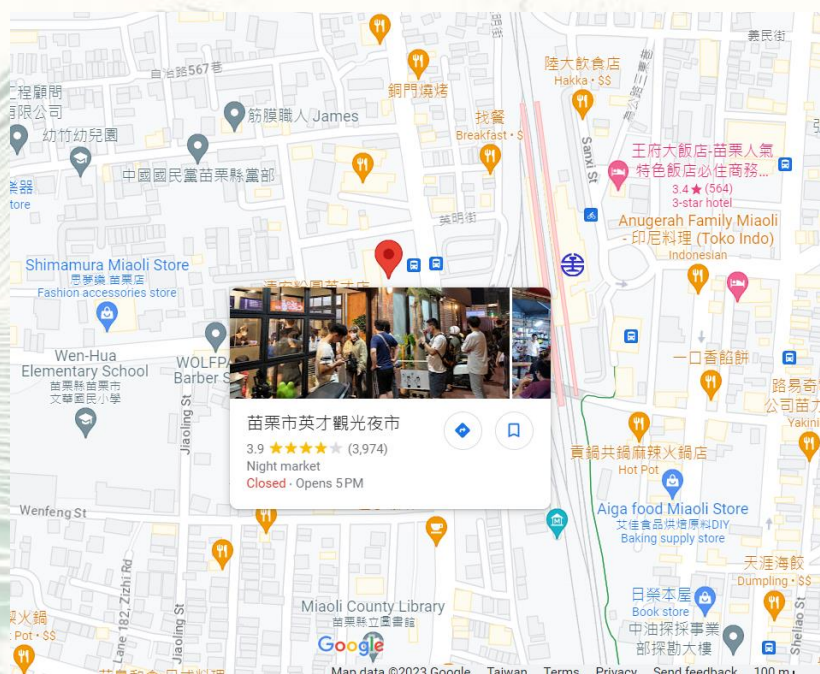 義民街
自治路567巷
陸大飲食店
Hakka · $$
銅門燒烤
找餐
Breakfast · $
筋膜職人 James
幼竹幼兒園
中國國民黨苗栗縣黨部
Sanxi St
王府大飯店-苗栗人氣
特色飯店必住商務...
3.4 ★ (564)
3-star hotel
英明街
Anugerah Family Miaoli
- 印尼料理 (Toko Indo)
Indonesian
Shimamura Miaoli Store
思夢樂 苗栗店
Fashion accessories store
Wen-Hua
Elementary School
苗栗縣苗栗市
文華國民小學
WOLFPA
Barber S
Jiaoling St
一口香餡餅
苗栗市英才觀光夜市
3.9 ★★★★★ (3,974)
Night market
Closed · Opens 5 PM
路易奇
公司苗
Yakini
賣鍋共鍋麻辣火鍋店
Hot Pot
Wenfeng St
Aiga food Miaoli Store
艾佳食品烘焙原料DIY
Baking supply store
天涯海餃
Dumpling · $$
Lane 182, Zizhi Rd
Jiaoling St
Miaoli County Library
苗栗縣立圖書館
日榮本屋
Book store
中油探採事業
部探勘大樓
Sheliao St
火鍋
Pot · $$
Google
Map data ©2023 Google Taiwan Terms Privacy Send feedback 100 m